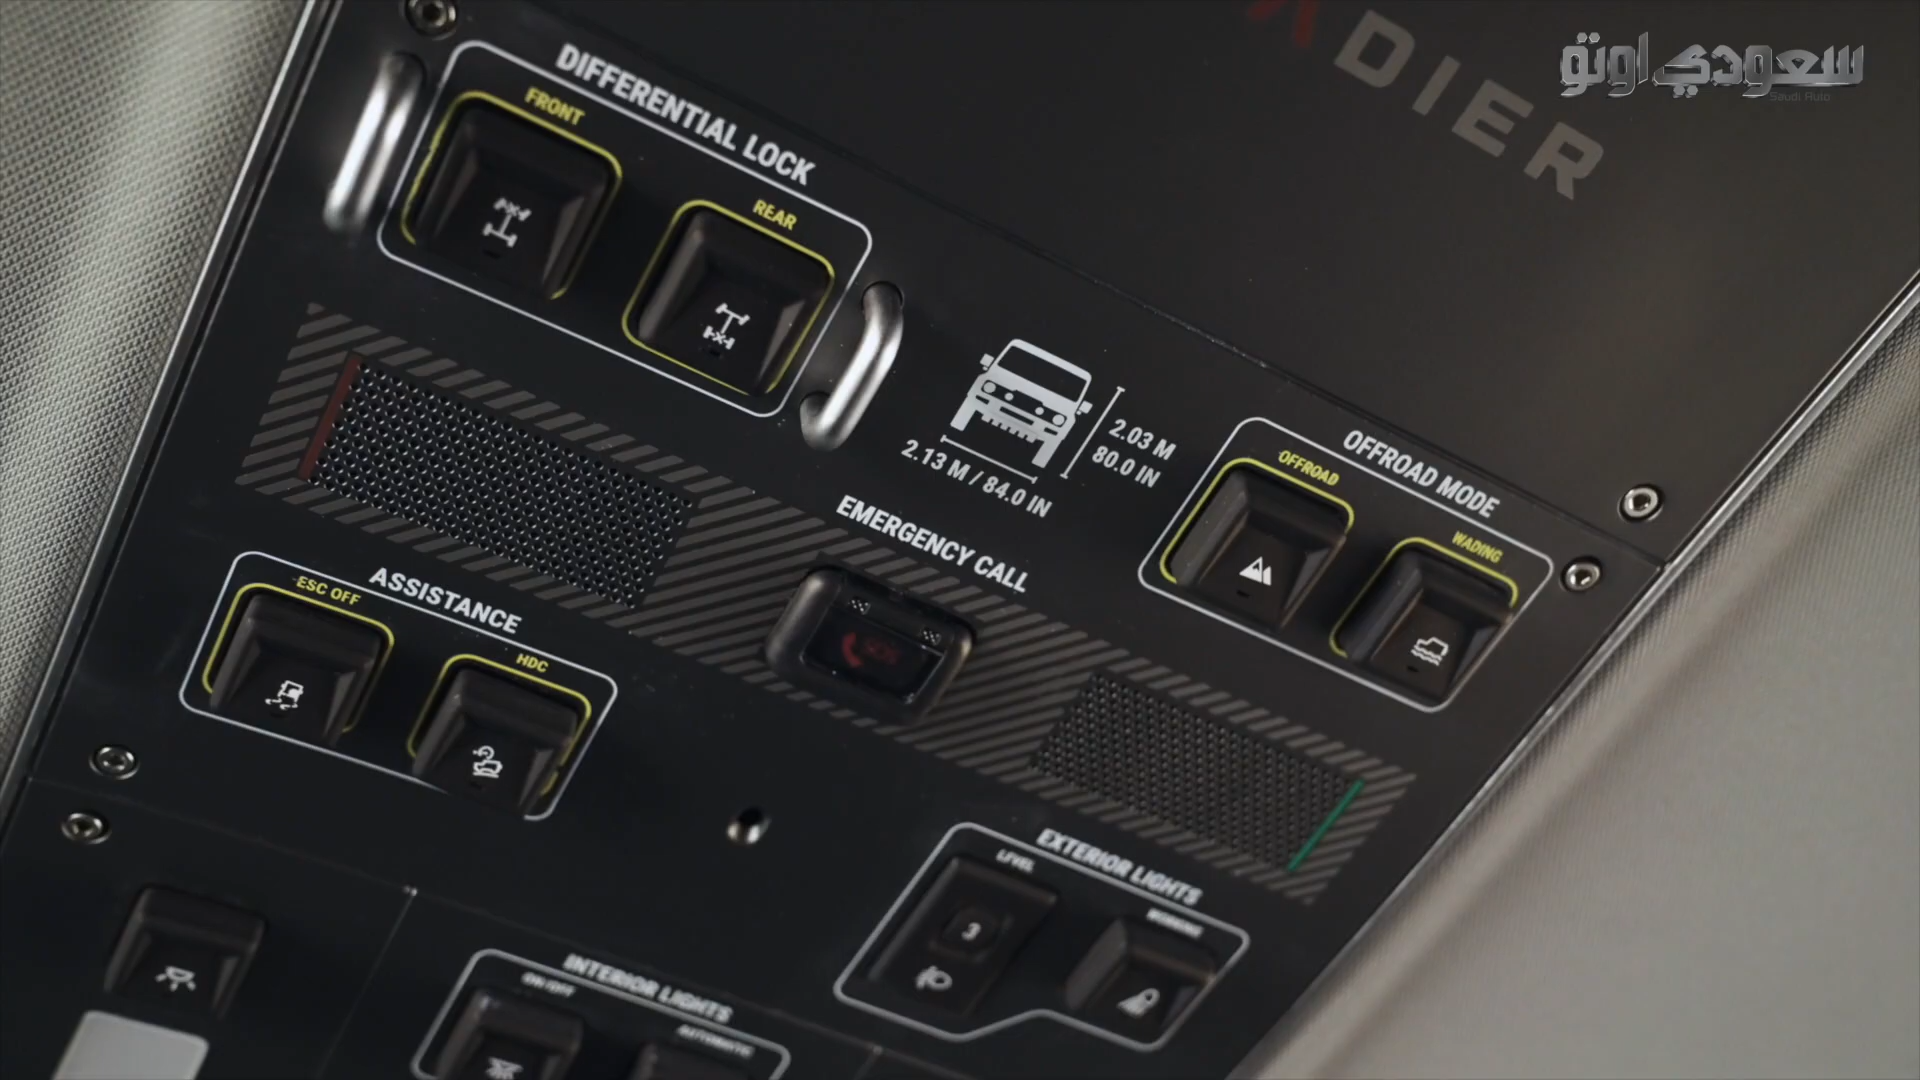 سعودي اوتو
Saudi Auto
ADIER
DIFFERENTIAL LOCK
FRONT
REAR
2.03 M
80.0 IN
2.13 M / 84.0 IN
OFFROAD MODE
OFFROAD
WADING
EMERGENCY CALL
SOS
ASSISTANCE
ESC OFF
HDC
EXTERIOR LIGHTS
LEVEL
3
WORKING
INTERIOR LIGHTS
ON/OFF
AUTOMATIC